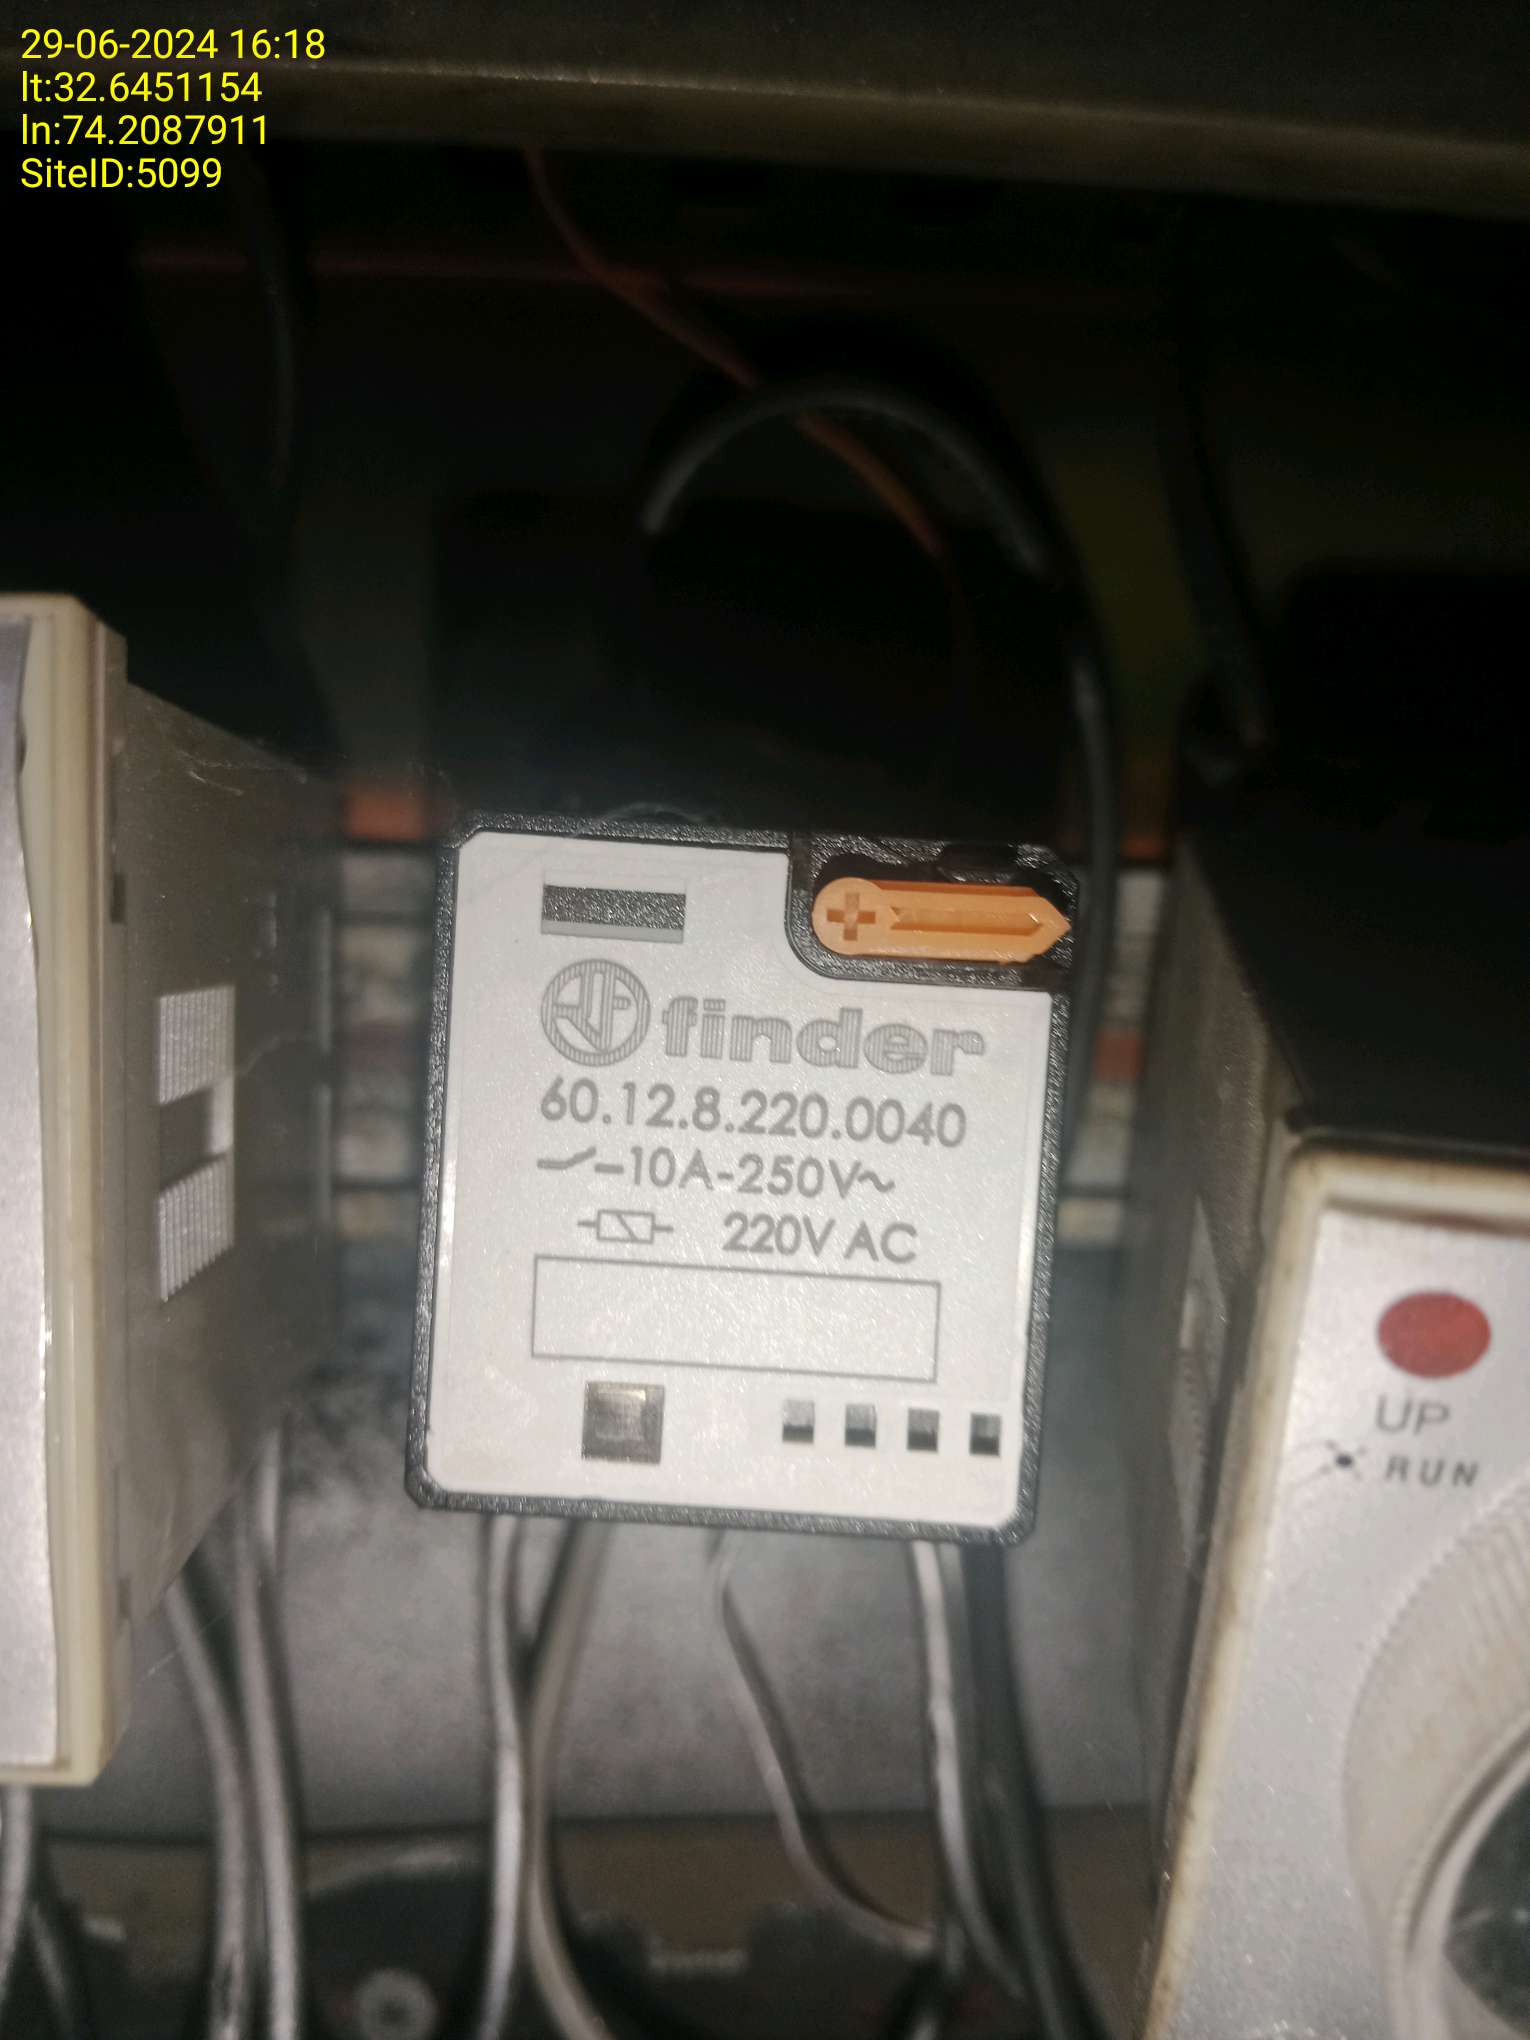 29-06-2024 16:18
lt:32.6451154
ln:74.2087911
SiteID:5099
finder
60.12.8.220.0040
10A-250V~
220V AC
UP
RUN